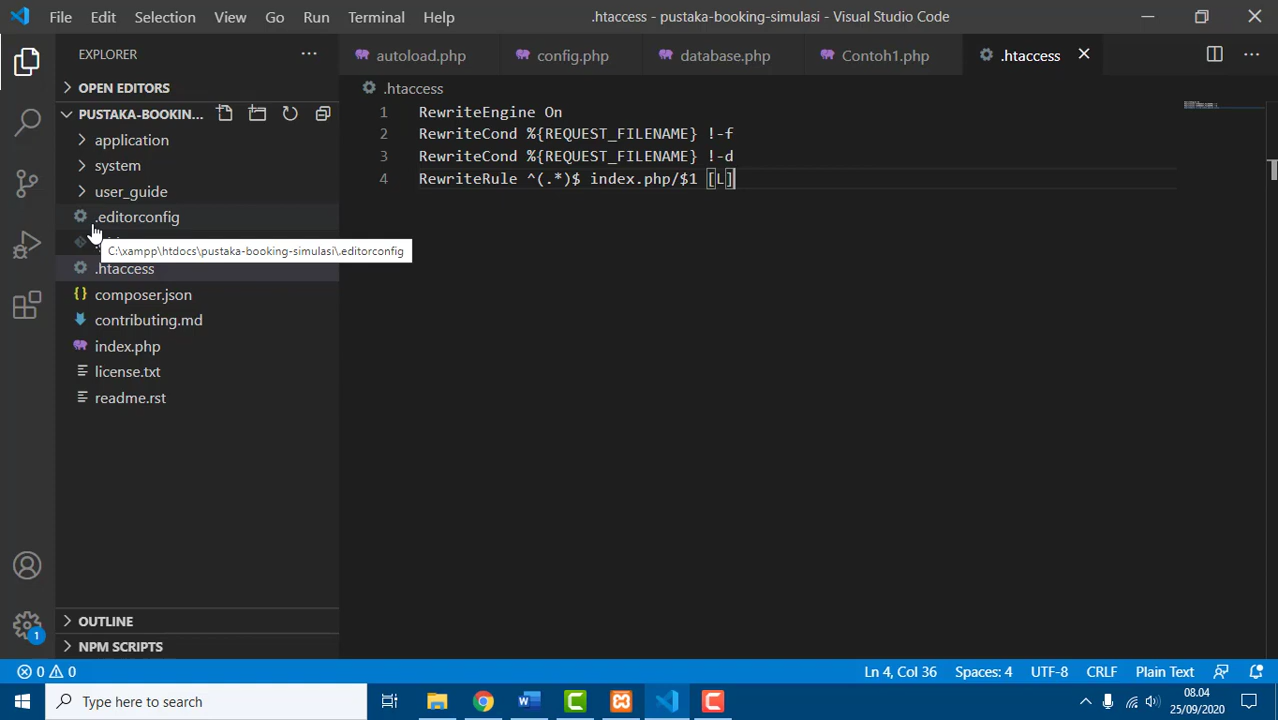 File Edit Selection View Go Run Terminal Help .htaccess - pustaka-booking-simulasi - Visual Studio Code
EXPLORER
autoload.php config.php database.php Contoh1.php .htaccess
OPEN EDITORS
.htaccess
PUSTAKA-BOOKIN...
application
system
user_guide
.editorconfig
C:\xampp\htdocs\pustaka-booking-simulasi\.editorconfig
.htaccess
composer.json
contributing.md
index.php
license.txt
readme.rst
1 RewriteEngine On
2 RewriteCond %{REQUEST_FILENAME} !-f
3 RewriteCond %{REQUEST_FILENAME} !-d
4 RewriteRule ^(.*)$ index.php/$1 [L]
OUTLINE
NPM SCRIPTS
1
0 0 Ln 4, Col 36 Spaces: 4 UTF-8 CRLF Plain Text
Type here to search
08.04
25/09/2020